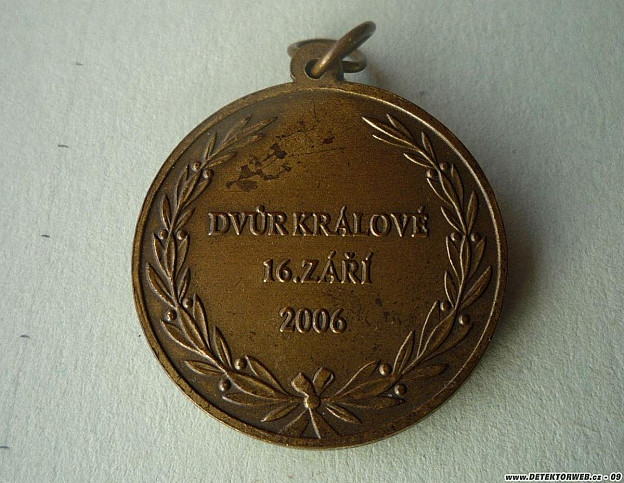 DVŮR KRÁLOVÉ
16. ZÁŘÍ
2006
www.DETEKTORWEB.cz - 09